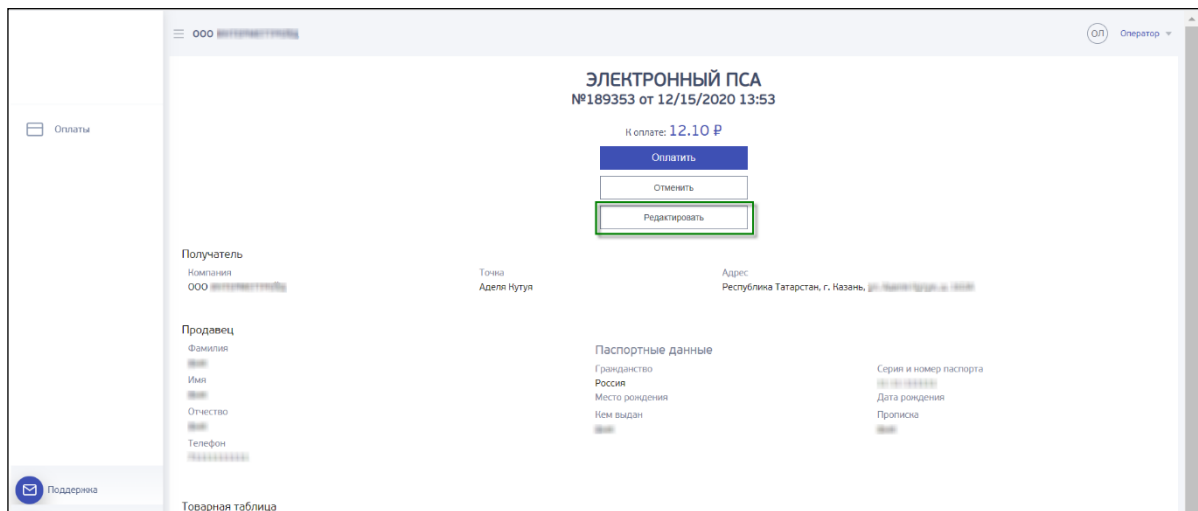 ООО
ОЛ Оператор
ЭЛЕКТРОННЫЙ ПСА
№189353 от 12/15/2020 13:53
Оплаты
К оплате: 12.10 ₽
Оплатить
Отменить
Редактировать
Получатель
Компания Точка Адрес
ООО Аделя Кутуя Республика Татарстан, г. Казань,
Продавец
Фамилия
Паспортные данные
Гражданство Серия и номер паспорта
Имя
Россия
Место рождения Дата рождения
Отчество
Кем выдан Прописка
Телефон
Поддержка
Товарная таблица